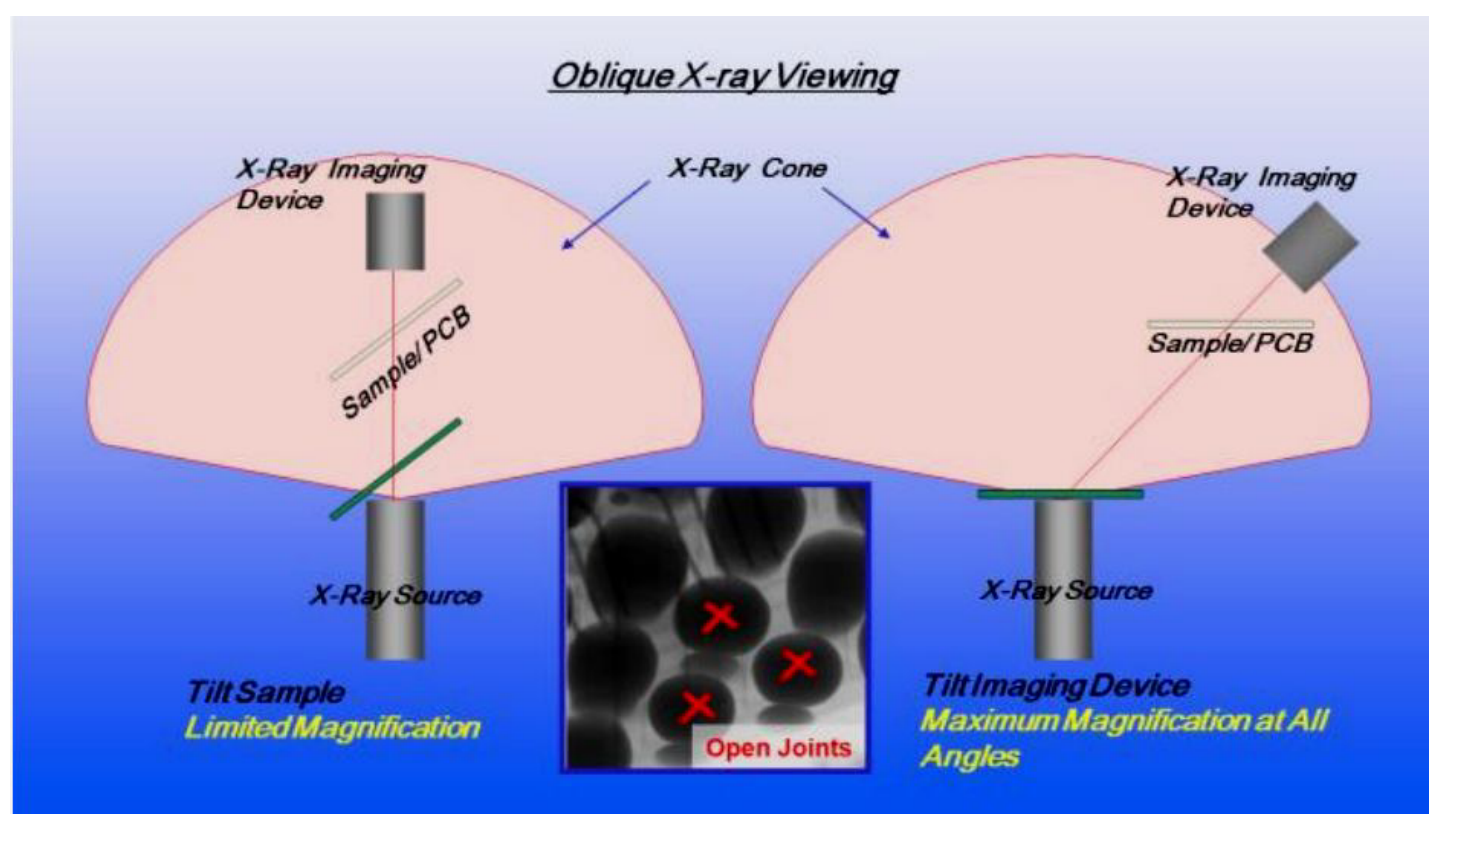 Oblique X-ray Viewing
X-Ray Imaging
Device
X-Ray Cone
X-Ray Imaging
Device
Sample/PCB
Sample/PCB
X-Ray Source
X-Ray Source
Tilt Sample
Limited Magnification
Open Joints
Tilt Imaging Device
Maximum Magnification at All
Angles